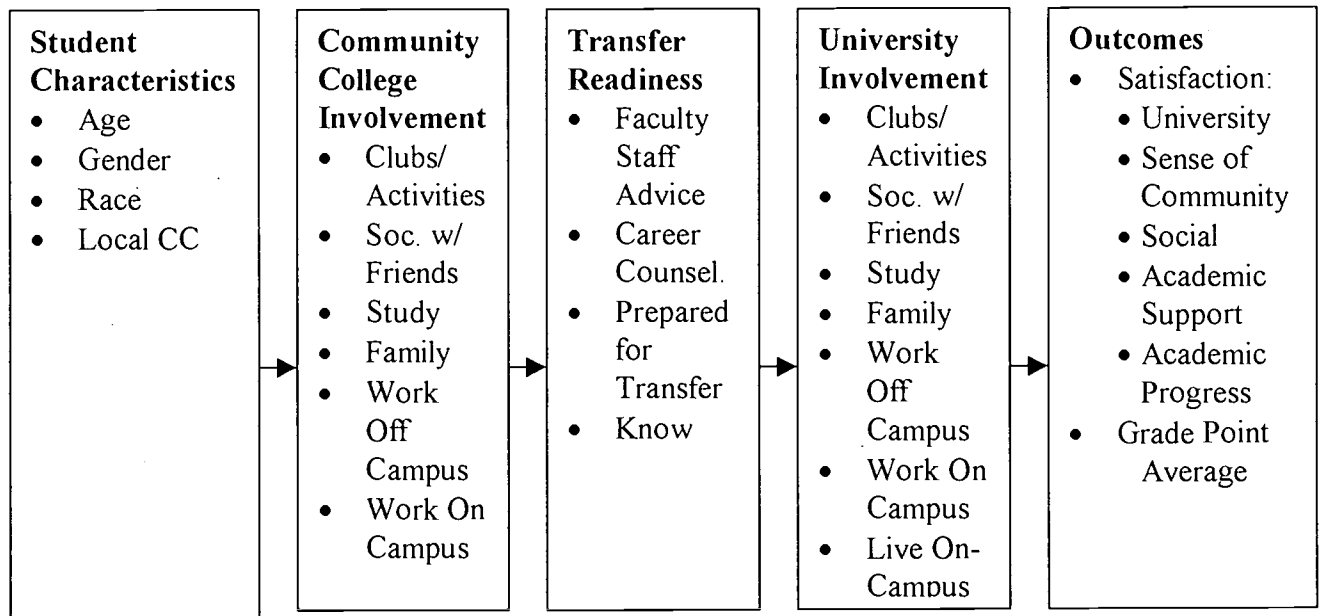 Student
Characteristics
• Age
• Gender
• Race
• Local CC
Community
College
Involvement
• Clubs/
Activities
• Soc. w/
Friends
• Study
• Family
• Work
Off
Campus
• Work On
Campus
Transfer
Readiness
• Faculty
Staff
Advice
• Career
Counsel.
• Prepared
for
Transfer
• Know
University
Involvement
• Clubs/
Activities
• Soc. w/
Friends
• Study
• Family
• Work
Off
Campus
• Work On
Campus
• Live On-
Campus
Outcomes
• Satisfaction:
• University
• Sense of
Community
• Social
• Academic
Support
• Academic
Progress
• Grade Point
Average